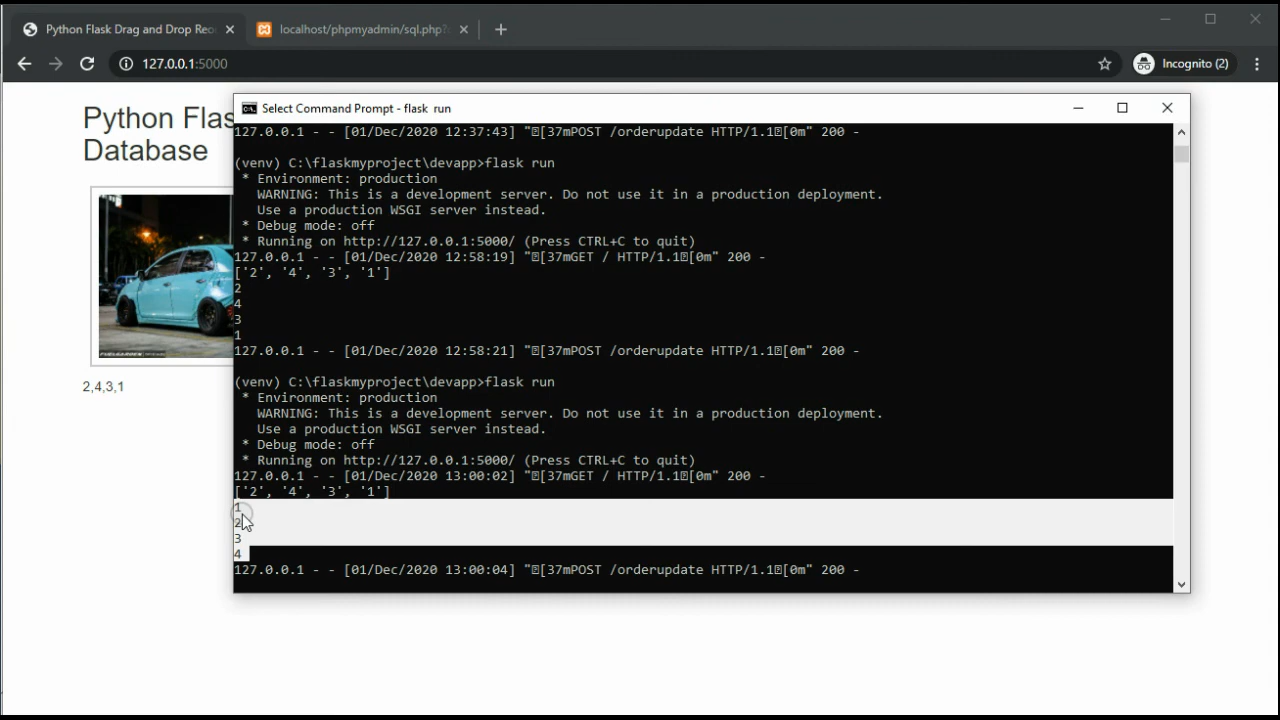 Python Flask Drag and Drop Reo
localhost/phpmyadmin/sql.php?
127.0.0.1:5000
Incognito (2)
Python Flas
Database
2,4,3,1
Select Command Prompt - flask run
127.0.0.1 - - [01/Dec/2020 12:37:43] "[37mPOST /orderupdate HTTP/1.1[0m" 200 -
(venv) C:\flaskmyproject\devapp>flask run
* Environment: production
WARNING: This is a development server. Do not use it in a production deployment.
Use a production WSGI server instead.
* Debug mode: off
* Running on http://127.0.0.1:5000/ (Press CTRL+C to quit)
127.0.0.1 - - [01/Dec/2020 12:58:19] "[37mGET / HTTP/1.1[0m" 200 -
['2', '4', '3', '1']
2
4
3
1
127.0.0.1 - - [01/Dec/2020 12:58:21] "[37mPOST /orderupdate HTTP/1.1[0m" 200 -
(venv) C:\flaskmyproject\devapp>flask run
* Environment: production
WARNING: This is a development server. Do not use it in a production deployment.
Use a production WSGI server instead.
* Debug mode: off
* Running on http://127.0.0.1:5000/ (Press CTRL+C to quit)
127.0.0.1 - - [01/Dec/2020 13:00:02] "[37mGET / HTTP/1.1[0m" 200 -
['2', '4', '3', '1']
1
2
3
4
127.0.0.1 - - [01/Dec/2020 13:00:04] "[37mPOST /orderupdate HTTP/1.1[0m" 200 -